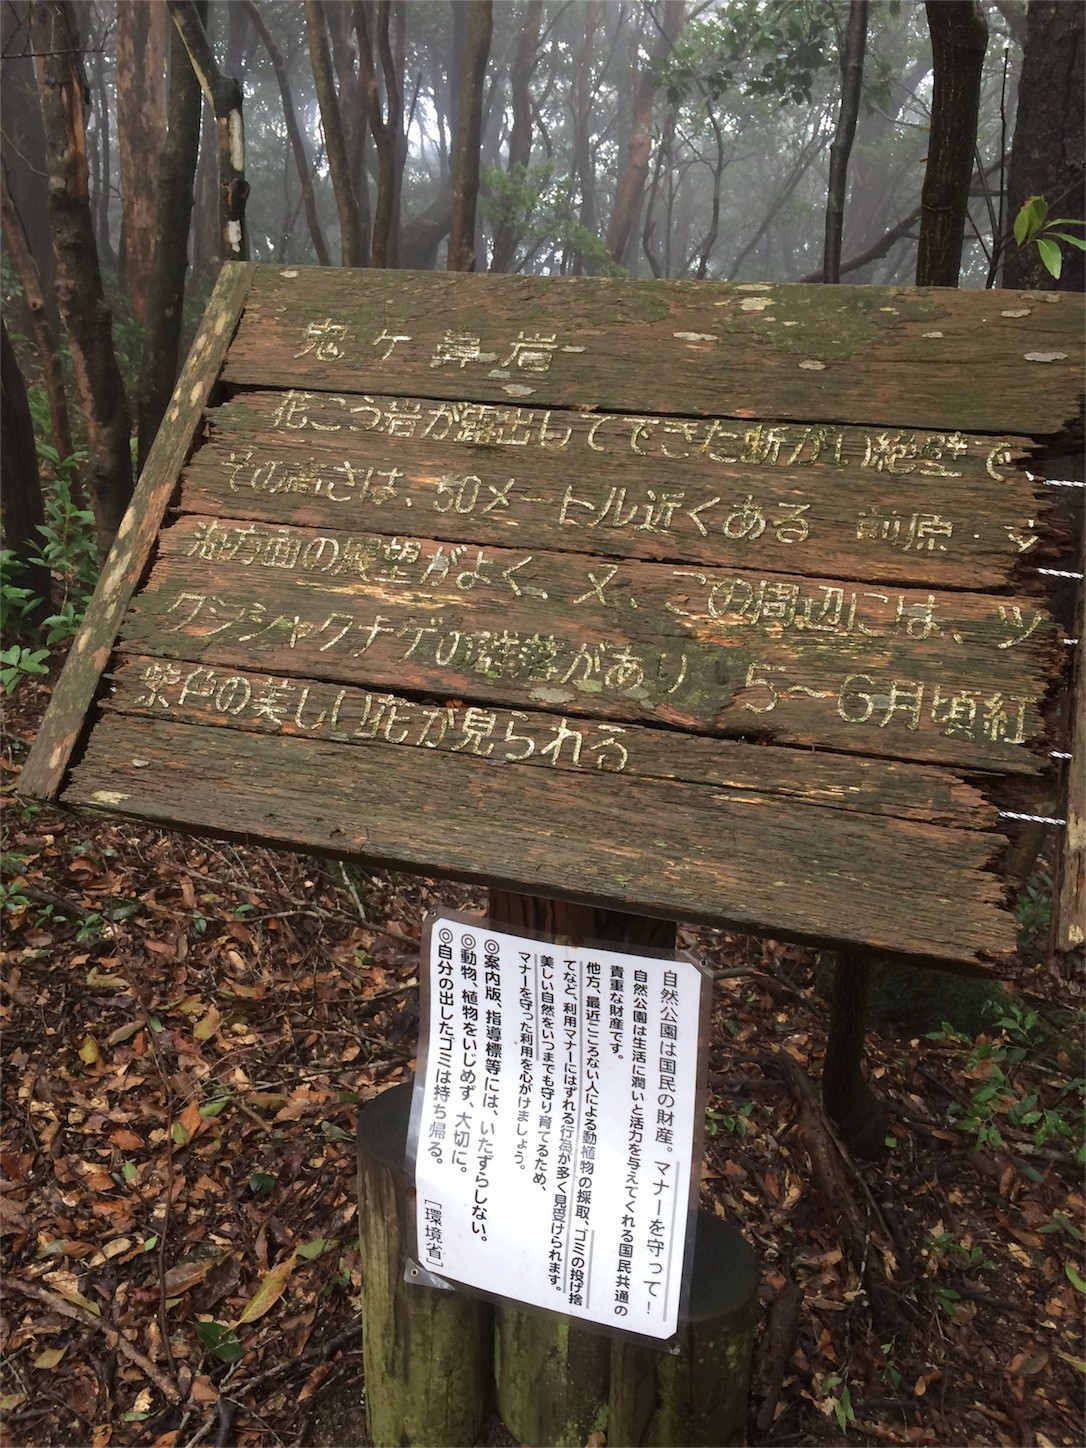 鬼ヶ鼻岩
花こう岩が露出してできた断がい絶壁で、
その高さは、50メートル近くある 前原・シ
海方面の展望がよく、又、この周辺には、ツ
クシシャクナゲの群落があり 5〜6月頃紅
紫色の美しい花が見られる
自然公園は国民の財産。マナーを守って！
自然公園は生活に潤いと活力を与えてくれる国民共通の
貴重な財産です。
他方、最近こころない人による動植物の採取、ゴミの投げ捨
てなど、利用マナーにはずれる行為が多く見受けられます。
美しい自然をいつまでも守り育てるため、
マナーを守った利用を心がけましょう。
◎案内版、指導標等には、いたずらしない。
◎動物、植物をいじめず、大切に。
◎自分の出したゴミは持ち帰る。
［環境省］